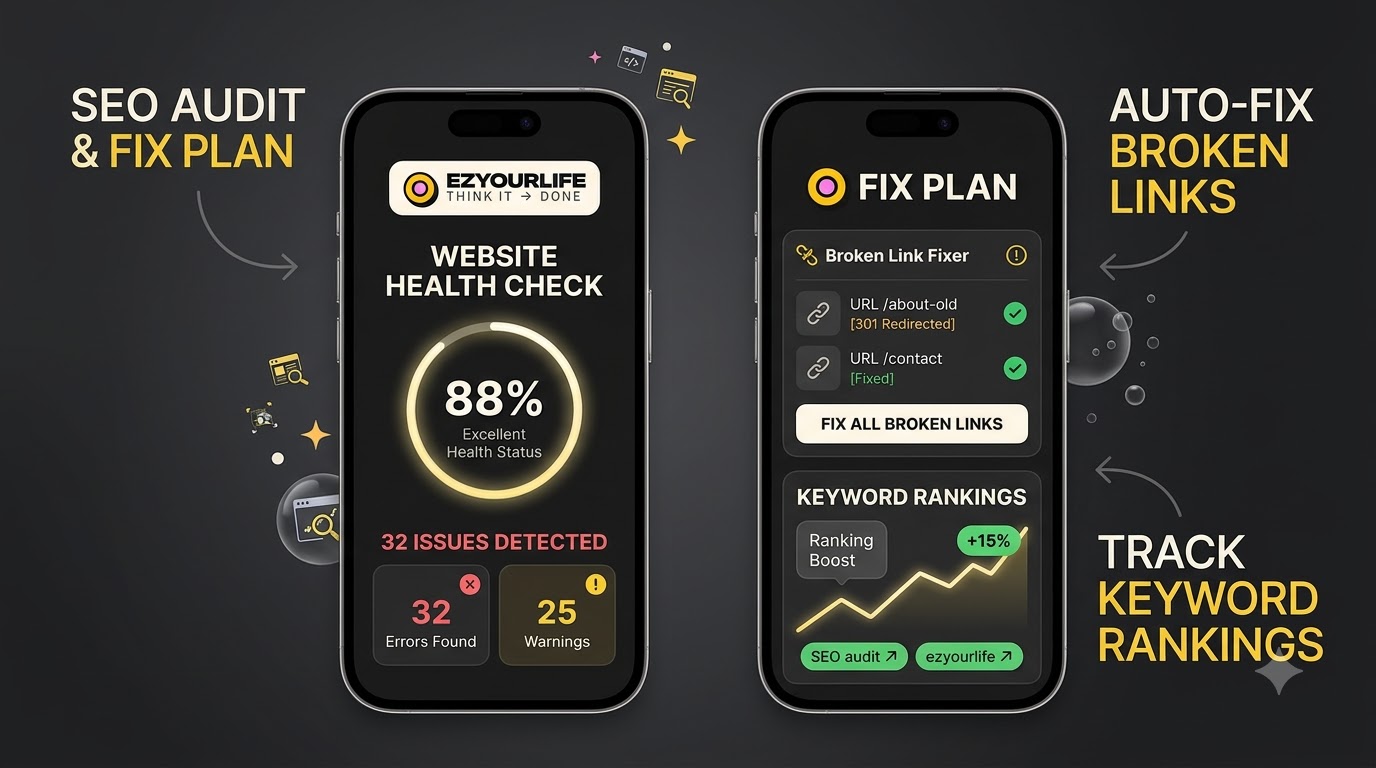 SEO AUDIT
& FIX PLAN
EZYOURLIFE
THINK IT → DONE
WEBSITE
HEALTH CHECK
88%
Excellent
Health Status
32 ISSUES DETECTED
32
Errors Found
25
Warnings
FIX PLAN
Broken Link Fixer
URL /about-old
[301 Redirected]
URL /contact
[Fixed]
FIX ALL BROKEN LINKS
KEYWORD RANKINGS
Ranking
Boost
+15%
SEO audit ↗
ezyourlife ↗
AUTO-FIX
BROKEN
LINKS
TRACK
KEYWORD
RANKINGS